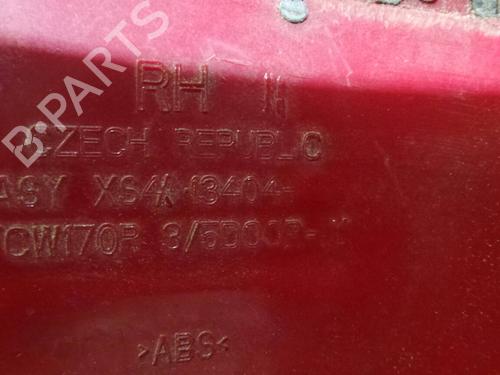 B-PARTS
RH
CZECH REPUBLIC
ASY XS4X-13404-
CW170R 3/5DOOR-
>ABS<